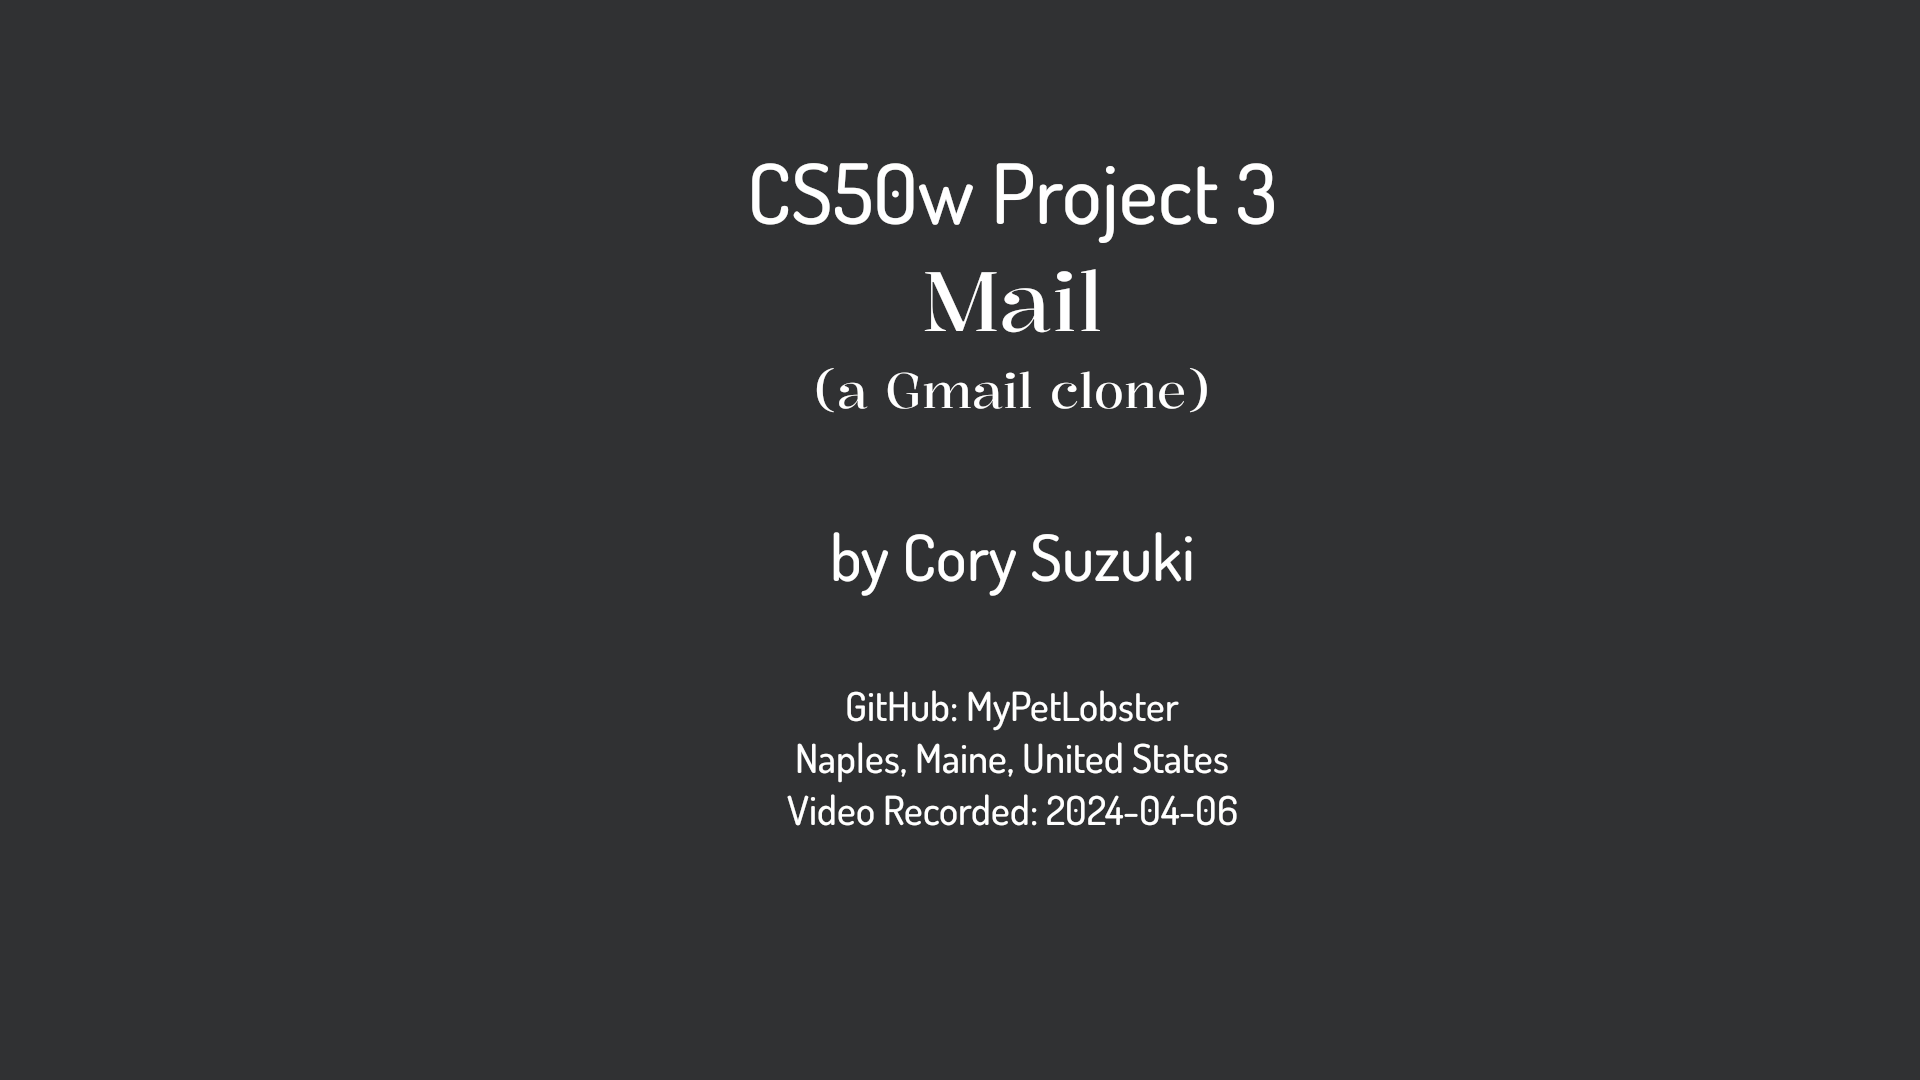 CS50w Project 3
Mail
(a Gmail clone)
by Cory Suzuki
GitHub: MyPetLobster
Naples, Maine, United States
Video Recorded: 2024-04-06